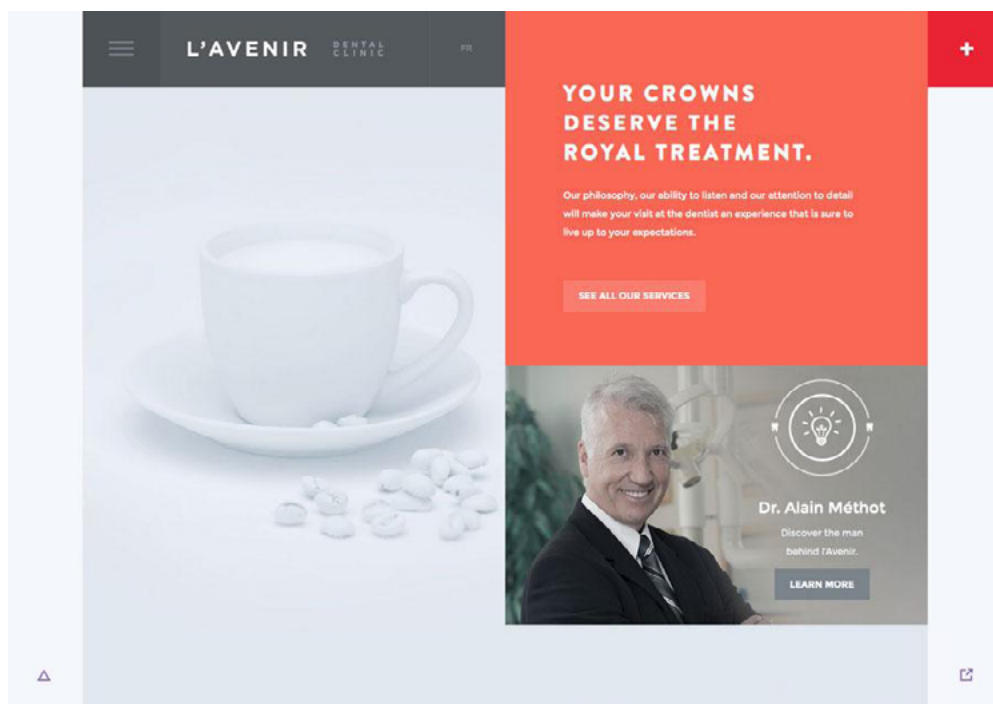 L'AVENIR DENTAL CLINIC FR
YOUR CROWNS
DESERVE THE
ROYAL TREATMENT.
Our philosophy, our ability to listen and our attention to detail
will make your visit at the dentist an experience that is sure to
live up to your expectations.
SEE ALL OUR SERVICES
Dr. Alain Méthot
Discover the man
behind l'Avenir.
LEARN MORE